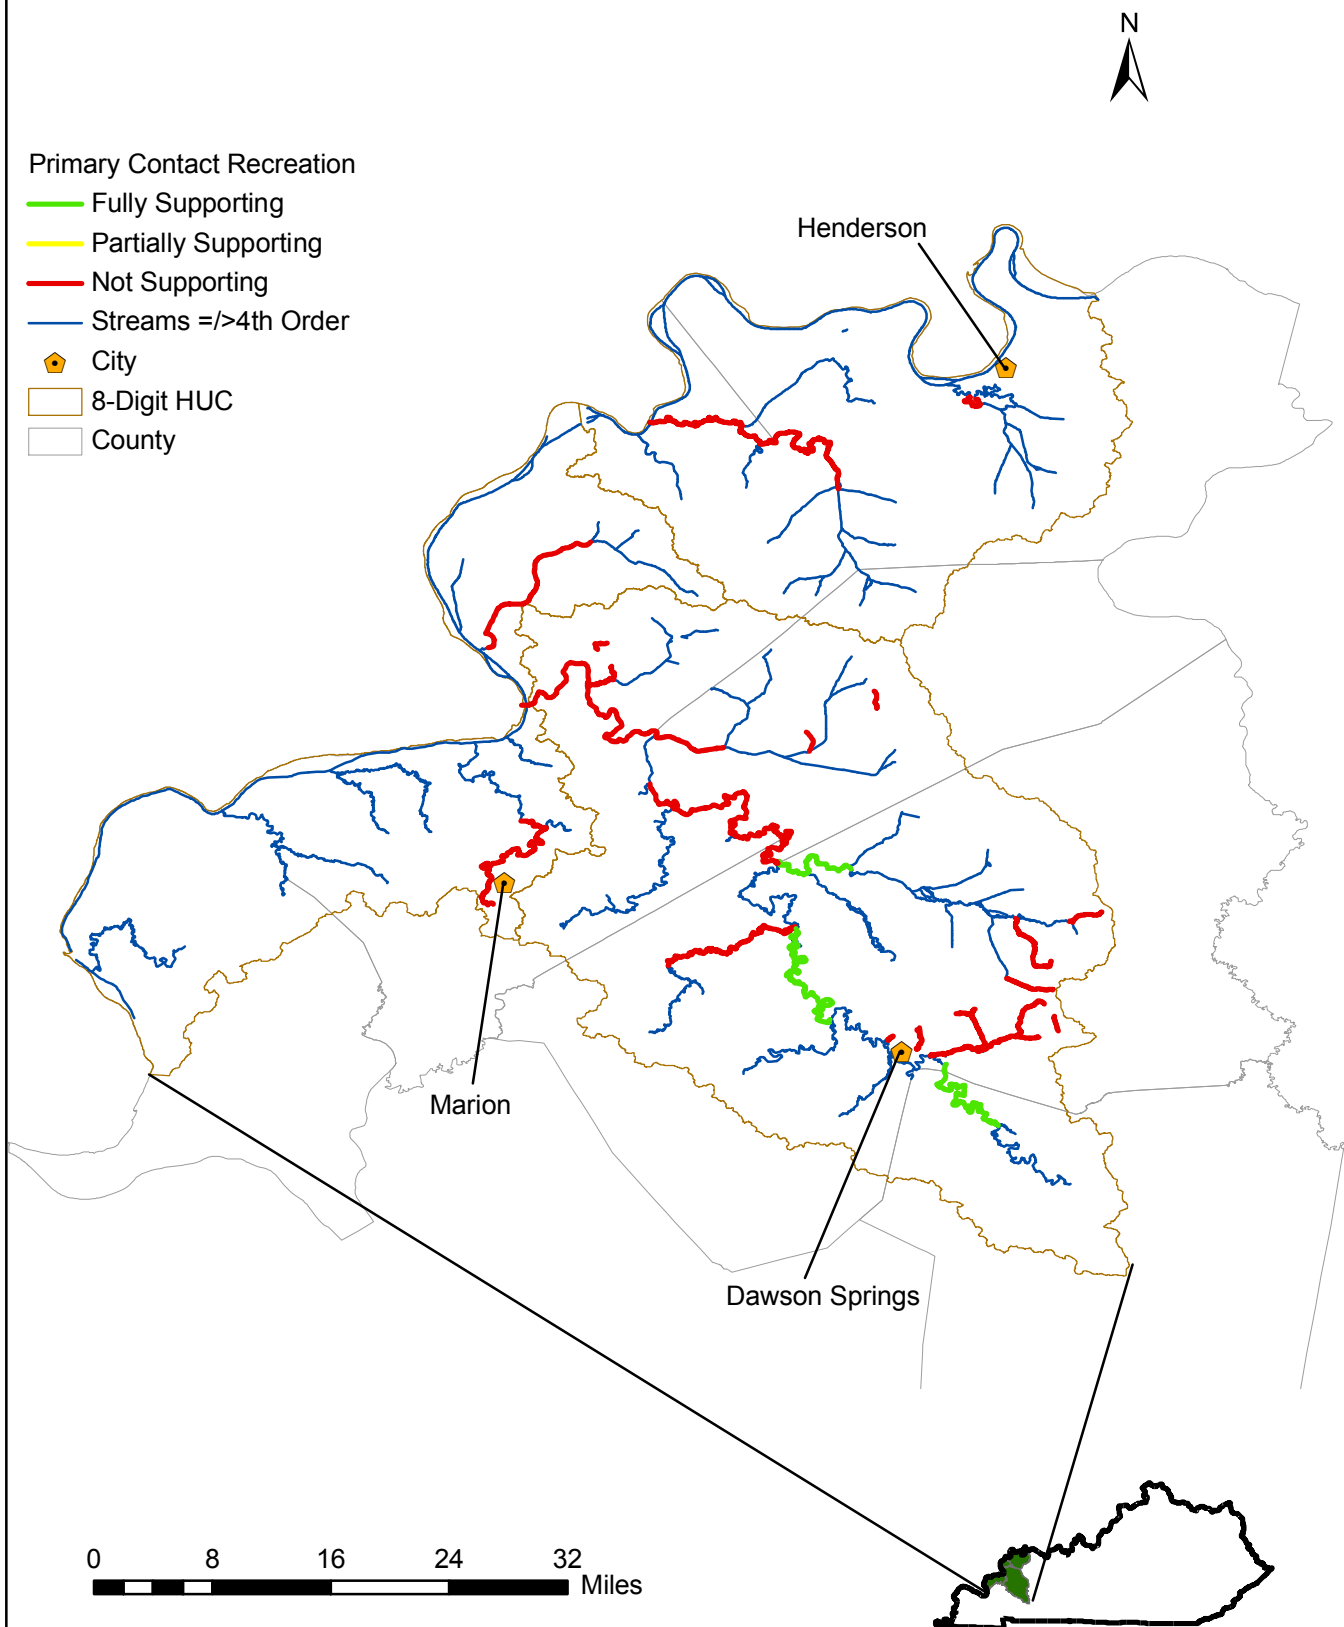 N
Primary Contact Recreation
Fully Supporting
Partially Supporting
Not Supporting
Streams =/>4th Order
City
8-Digit HUC
County
Henderson
Marion
Dawson Springs
0 8 16 24 32
Miles